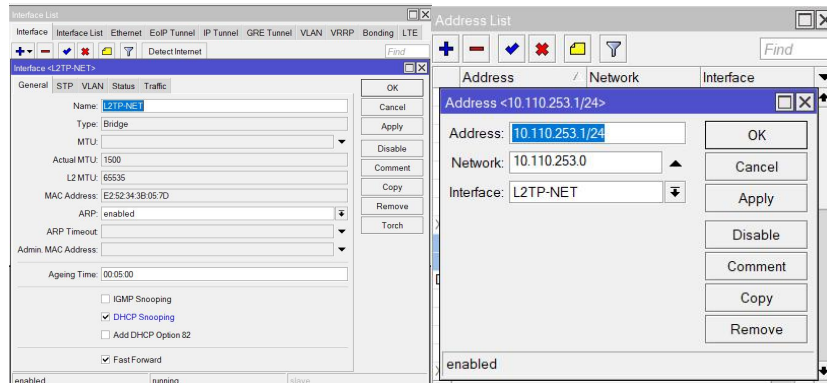 Interface List
Interface Interface List Ethernet EoIP Tunnel IP Tunnel GRE Tunnel VLAN VRRP Bonding LTE
Detect Internet Find
Interface <L2TP-NET>
General STP VLAN Status Traffic
Name: L2TP-NET
Type: Bridge
MTU:
Actual MTU: 1500
L2 MTU: 65535
MAC Address: E2:52:34:3B:05:7D
ARP: enabled
ARP Timeout:
Admin. MAC Address:
Ageing Time: 00:05:00
IGMP Snooping
DHCP Snooping
Add DHCP Option 82
Fast Forward
OK
Cancel
Apply
Disable
Comment
Copy
Remove
Torch
enabled running slave
Address List
Find
Address Network Interface
Address <10.110.253.1/24>
Address: 10.110.253.1/24
Network: 10.110.253.0
Interface: L2TP-NET
OK
Cancel
Apply
Disable
Comment
Copy
Remove
enabled